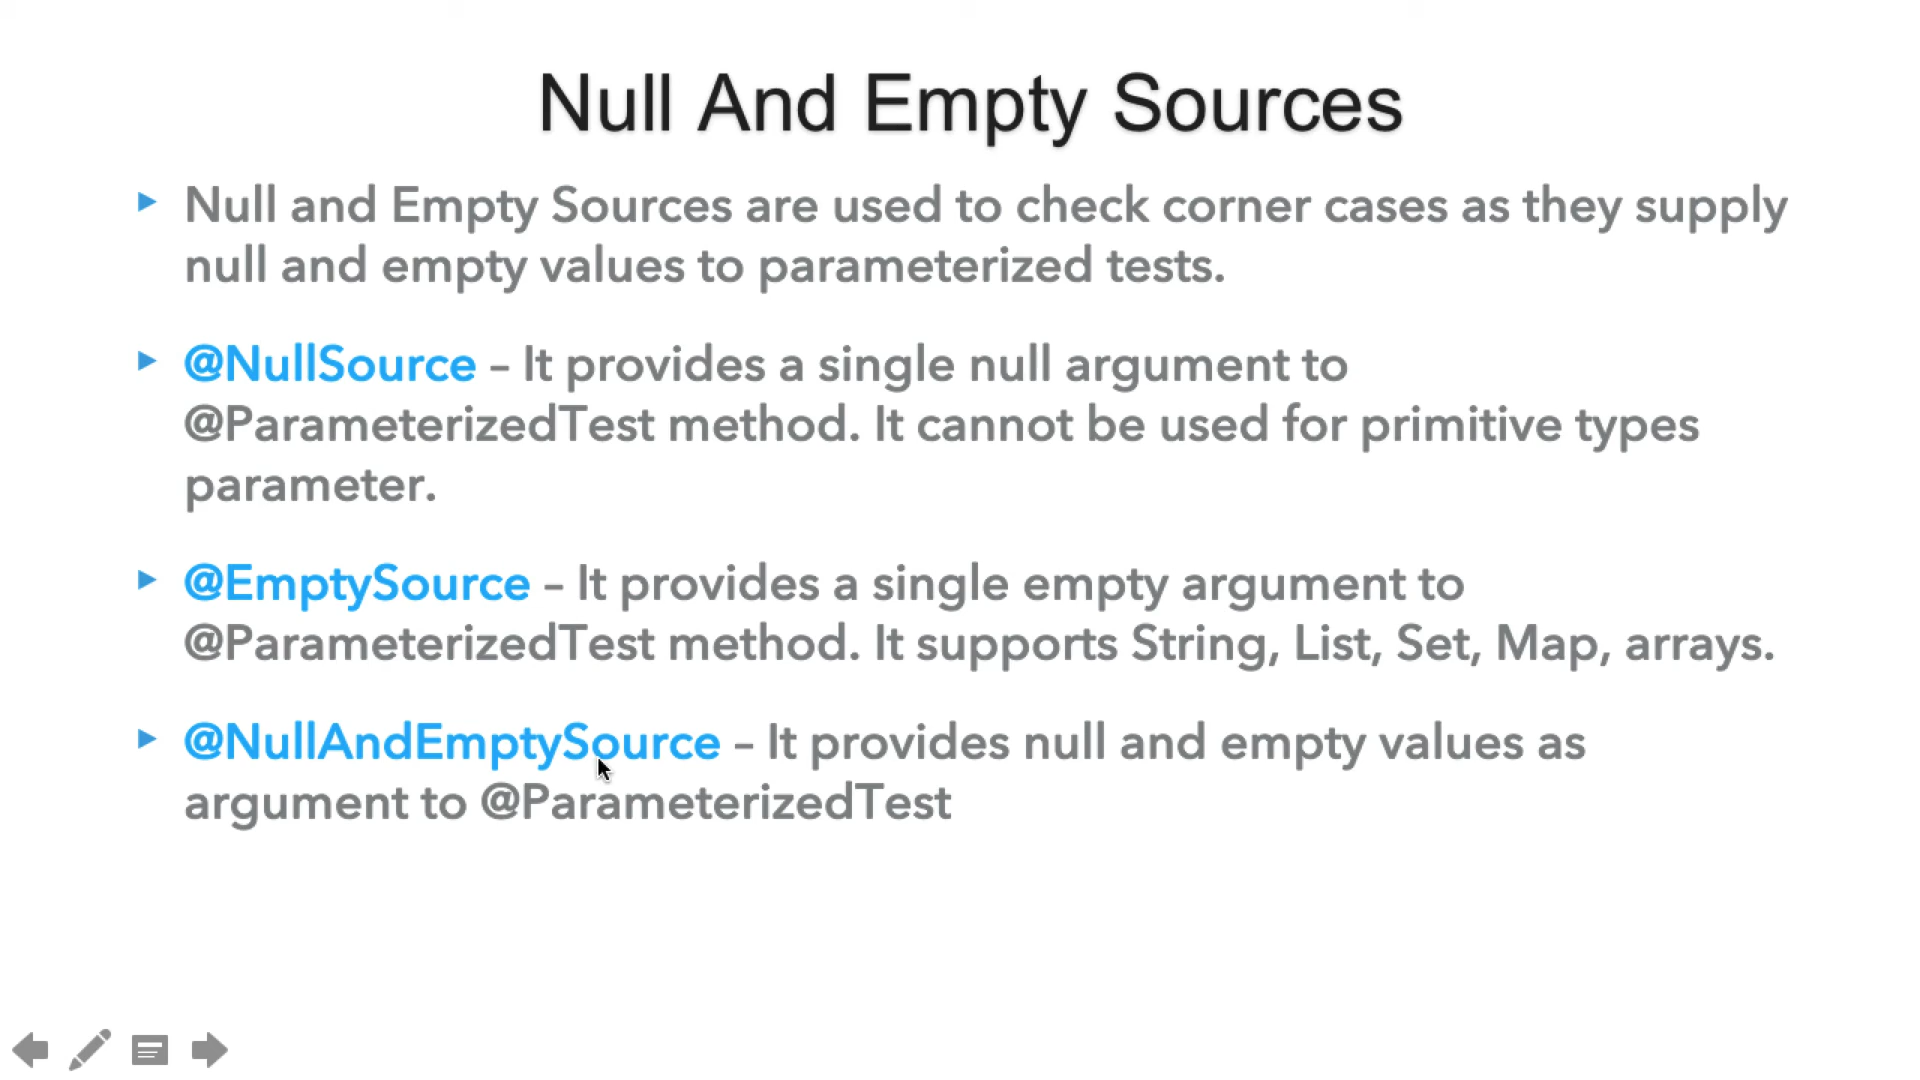 Null And Empty Sources
Null and Empty Sources are used to check corner cases as they supply
null and empty values to parameterized tests.
@NullSource – It provides a single null argument to
@ParameterizedTest method. It cannot be used for primitive types
parameter.
@EmptySource – It provides a single empty argument to
@ParameterizedTest method. It supports String, List, Set, Map, arrays.
@NullAndEmptySource – It provides null and empty values as
argument to @ParameterizedTest